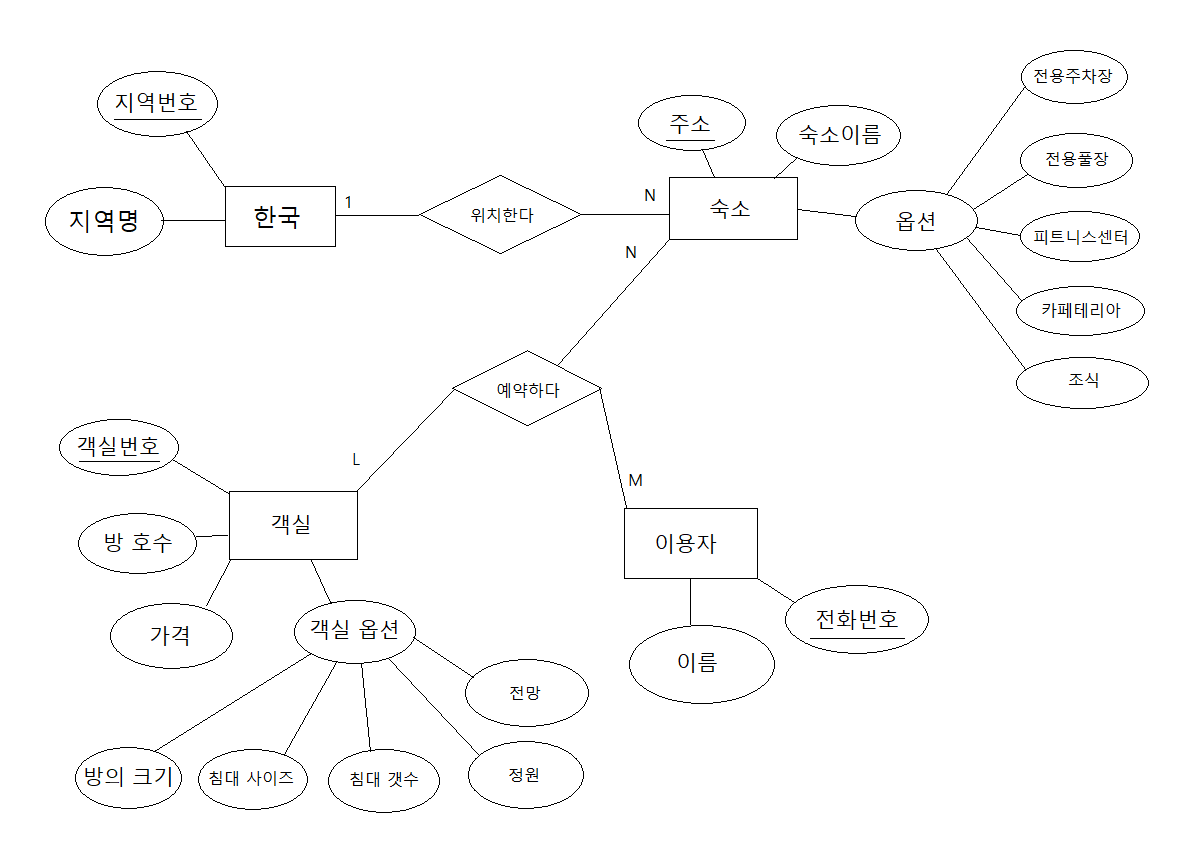 전용주차장
지역번호
주소
숙소이름
전용풀장
지역명
한국
1
위치한다
N
숙소
옵션
피트니스센터
N
카페테리아
예약하다
조식
객실번호
L
M
객실
방 호수
이용자
가격
객실 옵션
전화번호
이름
전망
방의 크기
침대 사이즈
침대 갯수
정원